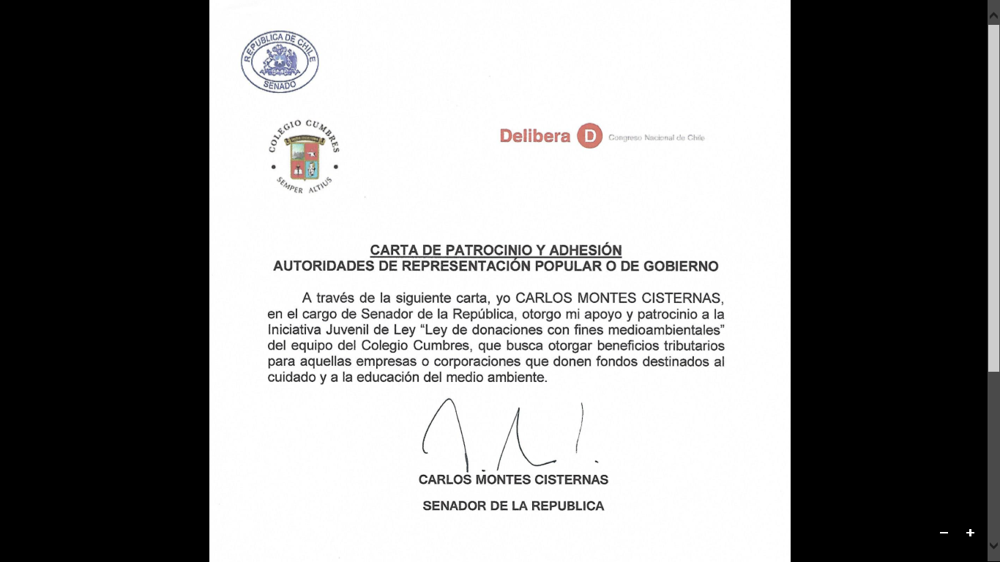 REPUBLICA DE CHILE
SENADO
COLEGIO CUMBRES
SEMPER ALTIUS
Delibera D Congreso Nacional de Chile
CARTA DE PATROCINIO Y ADHESIÓN
AUTORIDADES DE REPRESENTACIÓN POPULAR O DE GOBIERNO
A través de la siguiente carta, yo CARLOS MONTES CISTERNAS,
en el cargo de Senador de la República, otorgo mi apoyo y patrocinio a la
Iniciativa Juvenil de Ley “Ley de donaciones con fines medioambientales”
del equipo del Colegio Cumbres, que busca otorgar beneficios tributarios
para aquellas empresas o corporaciones que donen fondos destinados al
cuidado y a la educación del medio ambiente.
CARLOS MONTES CISTERNAS
SENADOR DE LA REPUBLICA